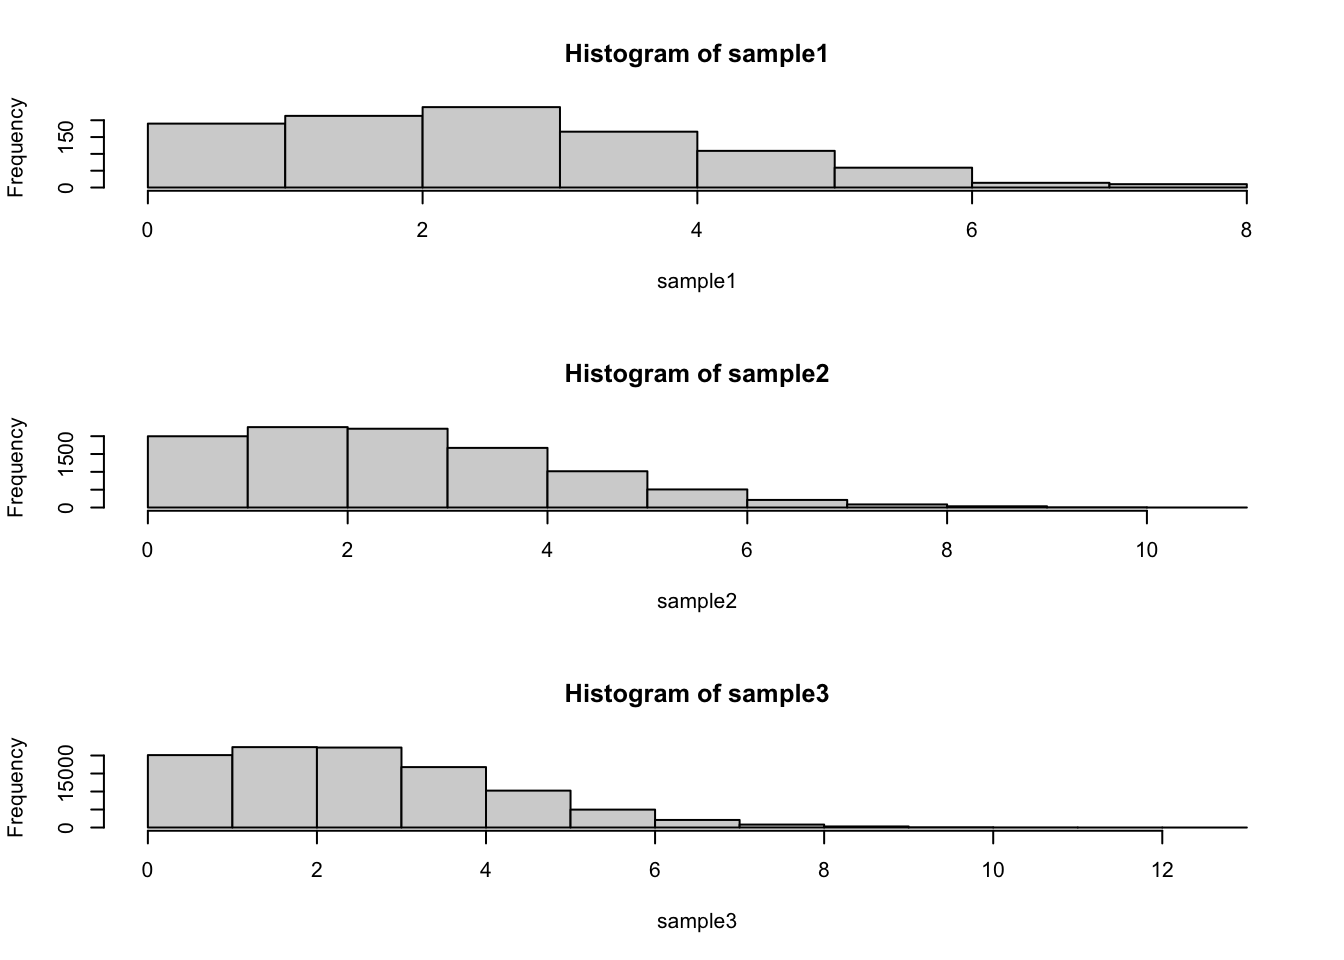 Histogram of sample1
Frequency
150
0
0 2 4 6 8
sample1
Histogram of sample2
Frequency
1500
0
0 2 4 6 8 10
sample2
Histogram of sample3
Frequency
15000
0
0 2 4 6 8 10 12
sample3